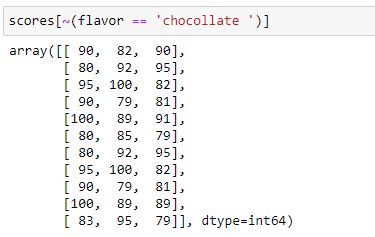 scores[~(flavor == 'chocollate ')]
array([[ 90,  82,  90],
       [ 80,  92,  95],
       [ 95, 100,  82],
       [ 90,  79,  81],
       [100,  89,  91],
       [ 80,  85,  79],
       [ 80,  92,  95],
       [ 95, 100,  82],
       [ 90,  79,  81],
       [100,  89,  89],
       [ 83,  95,  79]], dtype=int64)